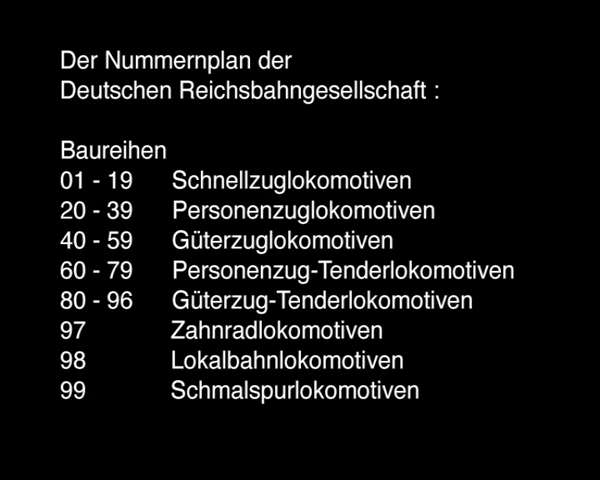 Der Nummernplan der
Deutschen Reichsbahngesellschaft :
Baureihen
01 - 19 Schnellzuglokomotiven
20 - 39 Personenzuglokomotiven
40 - 59 Güterzuglokomotiven
60 - 79 Personenzug-Tenderlokomotiven
80 - 96 Güterzug-Tenderlokomotiven
97 Zahnradlokomotiven
98 Lokalbahnlokomotiven
99 Schmalspurlokomotiven